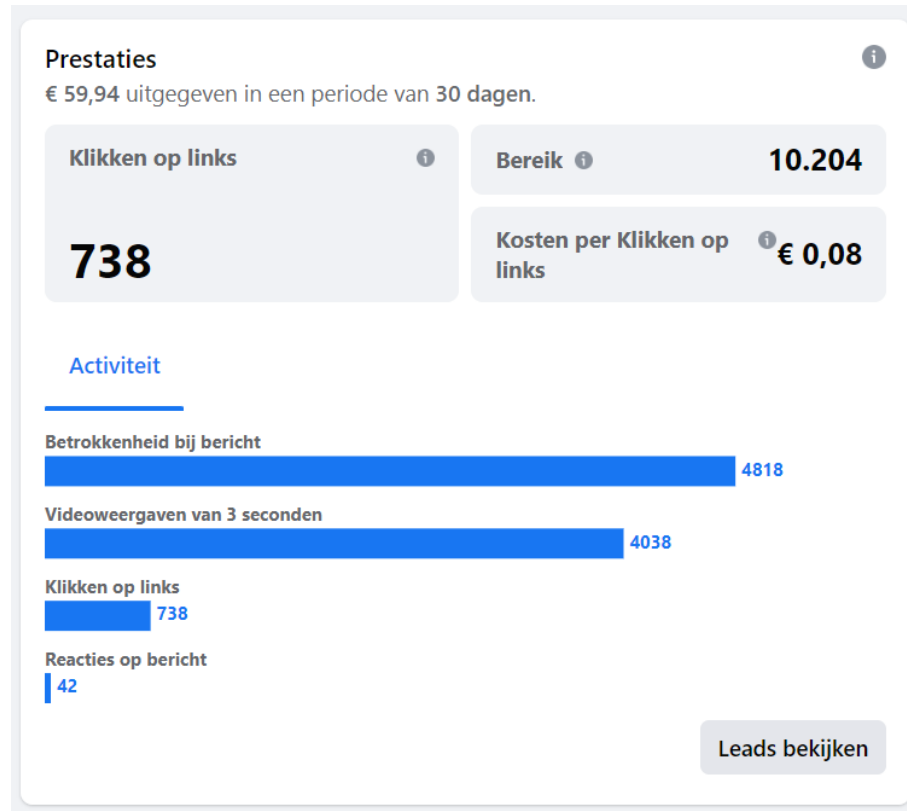 Prestaties
€ 59,94 uitgegeven in een periode van 30 dagen.
Klikken op links
738
Bereik
10.204
Kosten per Klikken op
links
€ 0,08
Activiteit
Betrokkenheid bij bericht
4818
Videoweergaven van 3 seconden
4038
Klikken op links
738
Reacties op bericht
42
Leads bekijken